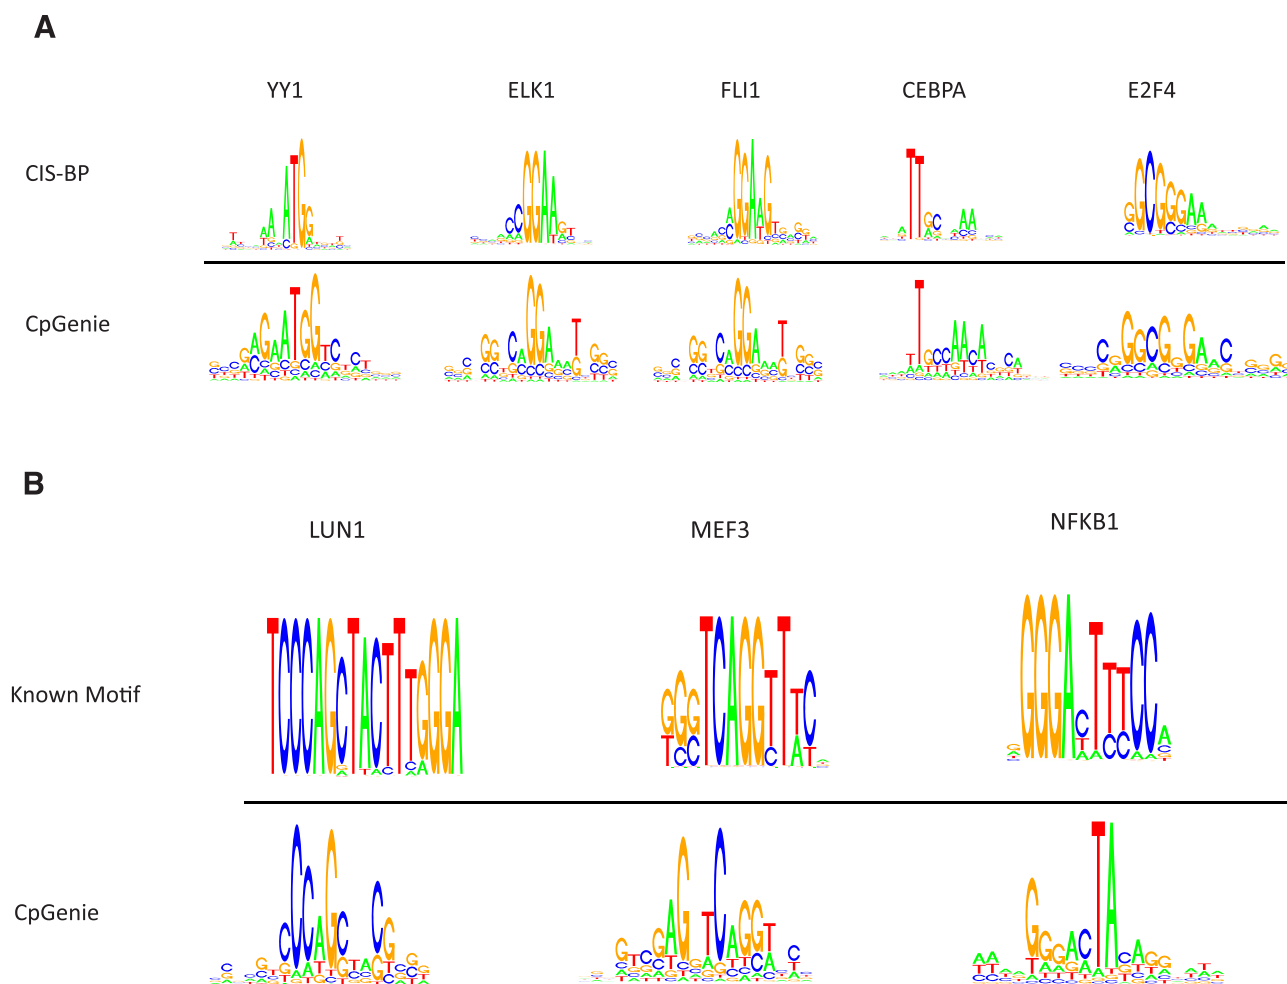 A
YY1 ELK1 FLI1 CEBPA E2F4
CIS-BP
CpGenie
B
LUN1 MEF3 NFKB1
Known Motif
CpGenie